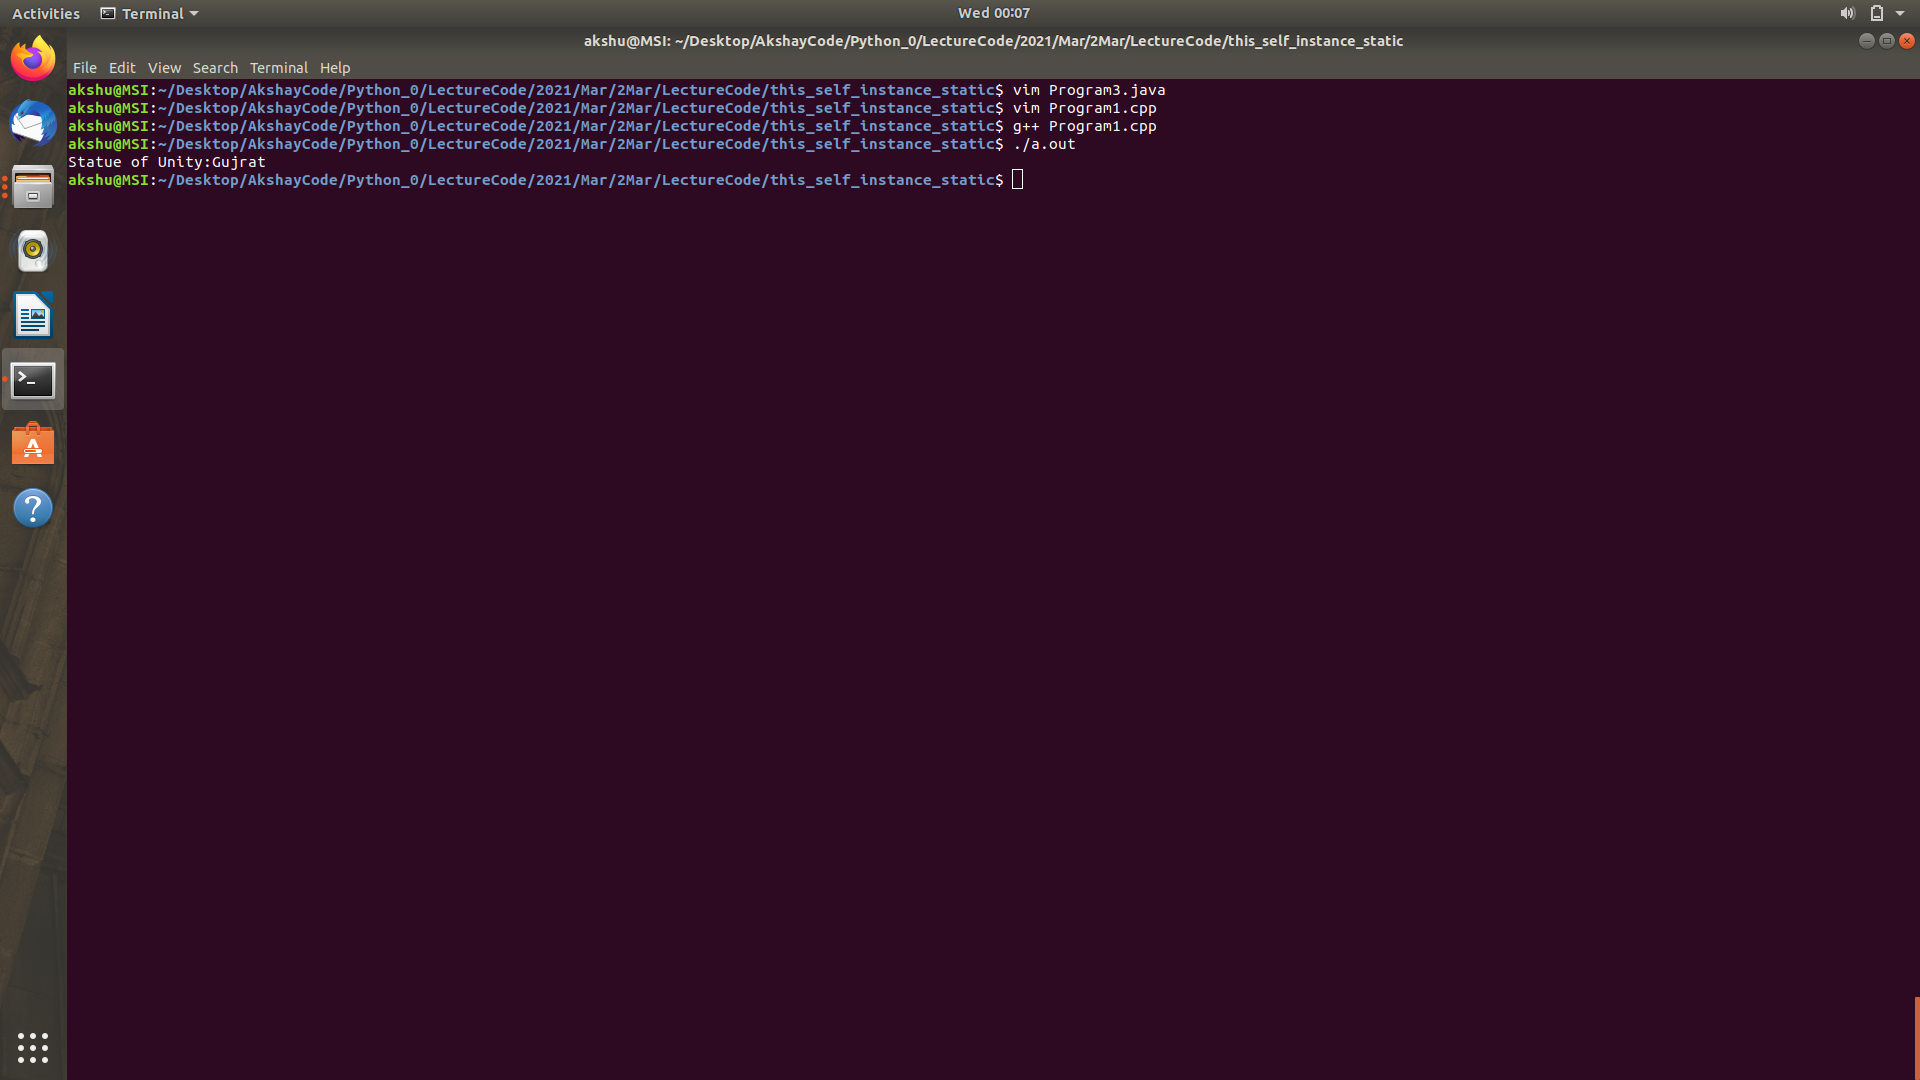 Activities Terminal Wed 00:07
akshu@MSI: ~/Desktop/AkshayCode/Python_0/LectureCode/2021/Mar/2Mar/LectureCode/this_self_instance_static
File Edit View Search Terminal Help
akshu@MSI:~/Desktop/AkshayCode/Python_0/LectureCode/2021/Mar/2Mar/LectureCode/this_self_instance_static$ vim Program3.java
akshu@MSI:~/Desktop/AkshayCode/Python_0/LectureCode/2021/Mar/2Mar/LectureCode/this_self_instance_static$ vim Program1.cpp
akshu@MSI:~/Desktop/AkshayCode/Python_0/LectureCode/2021/Mar/2Mar/LectureCode/this_self_instance_static$ g++ Program1.cpp
akshu@MSI:~/Desktop/AkshayCode/Python_0/LectureCode/2021/Mar/2Mar/LectureCode/this_self_instance_static$ ./a.out
Statue of Unity:Gujrat
akshu@MSI:~/Desktop/AkshayCode/Python_0/LectureCode/2021/Mar/2Mar/LectureCode/this_self_instance_static$